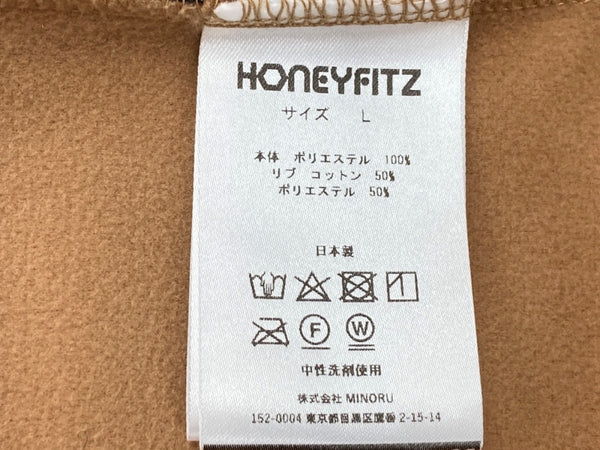 HONEYFITZ
サイズ L
本体 ポリエステル 100%
リブ コットン 50%
ポリエステル 50%
日本製
F W
中性洗剤使用
株式会社 MINORU
152-0004 東京都目黒区鷹番 2-15-14